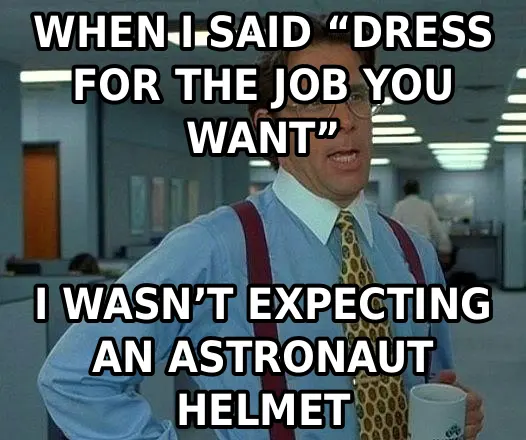 WHEN I SAID “DRESS
FOR THE JOB YOU
WANT”
I WASN’T EXPECTING
AN ASTRONAUT
HELMET